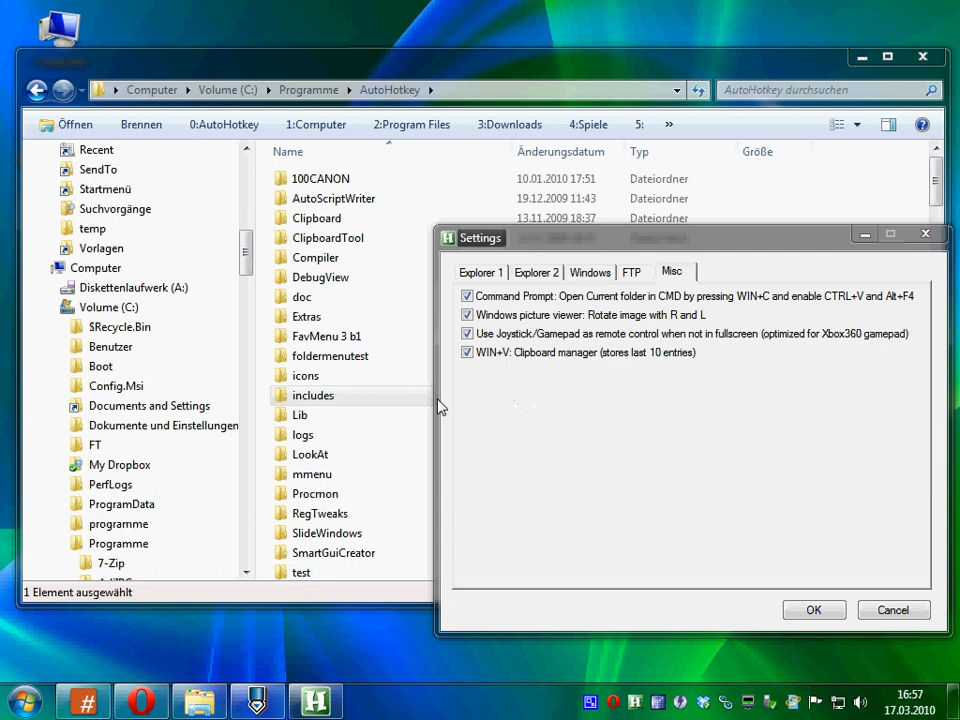 Computer Volume (C:) Programme AutoHotkey
AutoHotkey durchsuchen
Öffnen Brennen 0:AutoHotkey 1:Computer 2:Program Files 3:Downloads 4:Spiele 5: »
Recent
SendTo
Startmenü
Suchvorgänge
temp
Vorlagen
Computer
Diskettenlaufwerk (A:)
Volume (C:)
$Recycle.Bin
Benutzer
Boot
Config.Msi
Documents and Settings
Dokumente und Einstellungen
FT
My Dropbox
PerfLogs
ProgramData
programme
Programme
7-Zip
Name Änderungsdatum Typ Größe
100CANON 10.01.2010 17:51 Dateiordner
AutoScriptWriter 19.12.2009 11:43 Dateiordner
Clipboard 13.11.2009 18:37 Dateiordner
ClipboardTool
Compiler
DebugView
doc
Extras
FavMenu 3 b1
foldermenutest
icons
includes
Lib
logs
LookAt
mmenu
Procmon
RegTweaks
SlideWindows
SmartGuiCreator
test
1 Element ausgewählt
Settings
Explorer 1 Explorer 2 Windows FTP Misc
Command Prompt: Open Current folder in CMD by pressing WIN+C and enable CTRL+V and Alt+F4
Windows picture viewer: Rotate image with R and L
Use Joystick/Gamepad as remote control when not in fullscreen (optimized for Xbox360 gamepad)
WIN+V: Clipboard manager (stores last 10 entries)
OK Cancel
16:57
17.03.2010